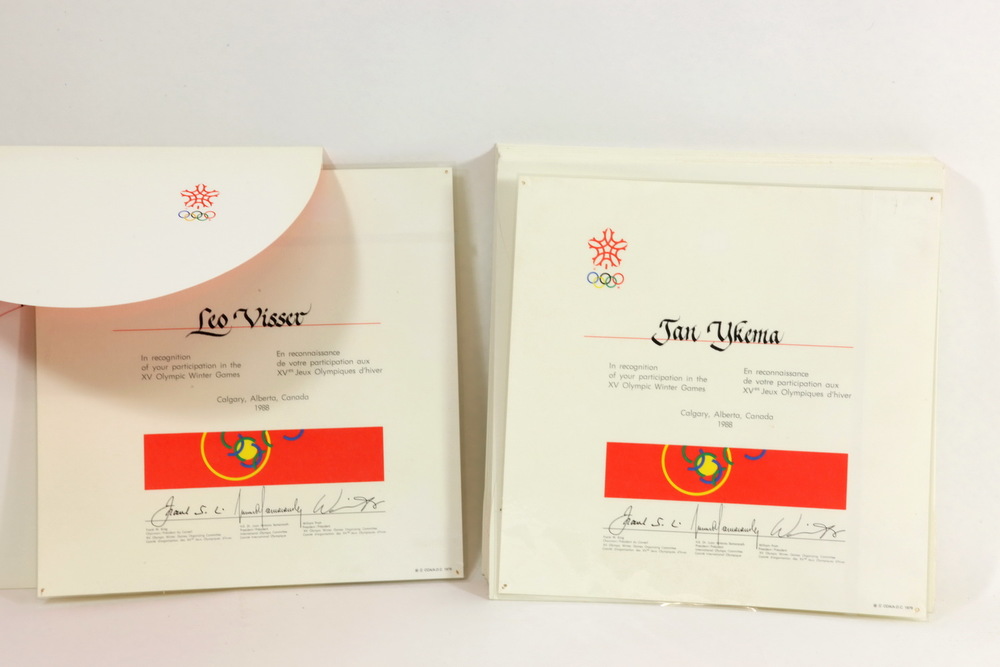 Leo Visser
In recognition
of your participation in the
XV Olympic Winter Games
En reconnaissance
de votre participation aux
XVes Jeux Olympiques d'hiver
Calgary, Alberta, Canada
1988
Jan Ykema
In recognition
of your participation in the
XV Olympic Winter Games
En reconnaissance
de votre participation aux
XVes Jeux Olympiques d'hiver
Calgary, Alberta, Canada
1988